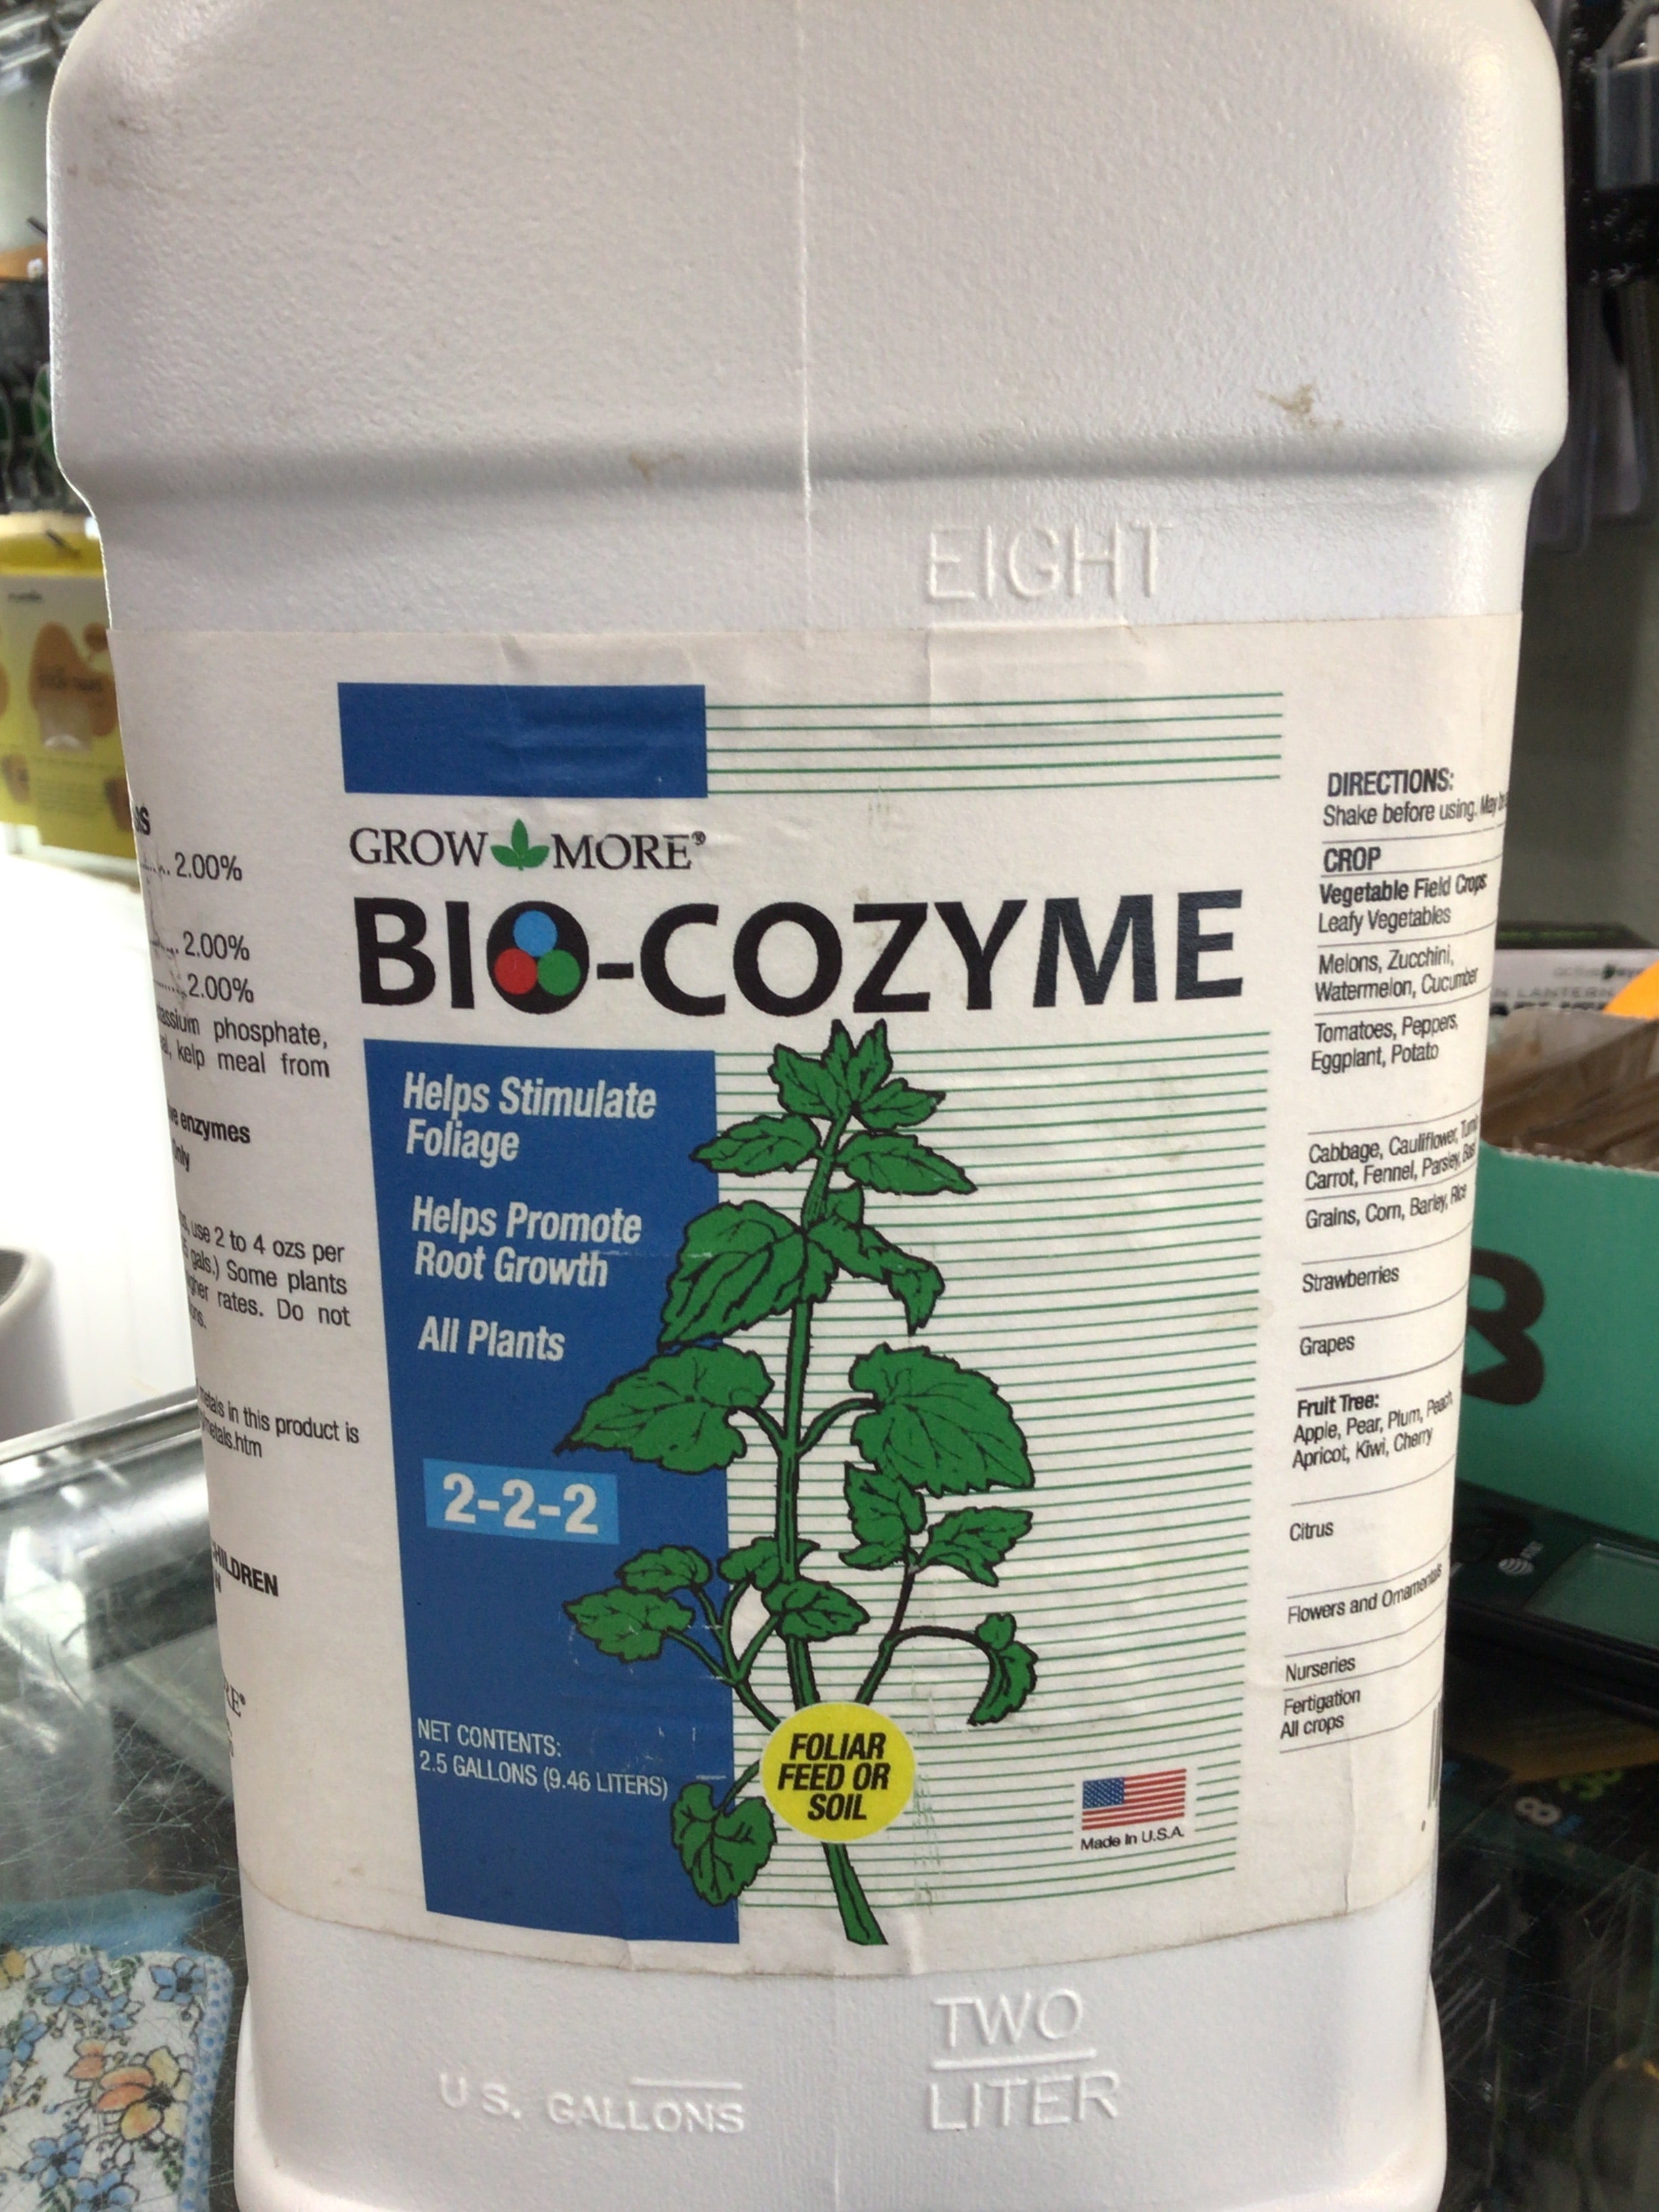 EIGHT
GROW MORE®
BIO-COZYME
Helps Stimulate
Foliage
Helps Promote
Root Growth
All Plants
2-2-2
NET CONTENTS:
2.5 GALLONS (9.46 LITERS)
FOLIAR
FEED OR
SOIL
Made In U.S.A.
2.00%
2.00%
2.00%
phosphate,
kelp meal from
enzymes
use 2 to 4 ozs per
gals.) Some plants
rates. Do not
in this product is
DIRECTIONS:
Shake before using. May
CROP
Vegetable Field Crops
Leafy Vegetables
Melons, Zucchini,
Watermelon, Cucumber
Tomatoes, Peppers,
Eggplant, Potato
Cabbage, Cauliflower,
Carrot, Fennel, Parsley,
Grains, Corn, Barley, Rice
Strawberries
Grapes
Fruit Tree:
Apple, Pear, Plum, Peach,
Apricot, Kiwi, Cherry
Citrus
Flowers and Ornamentals
Nurseries
Fertigation
All crops
TWO
LITER
U.S. GALLONS